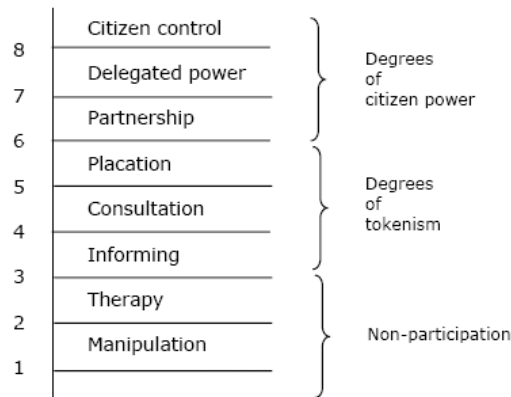 Citizen control
8
Delegated power
7
Partnership
6
Placation
5
Consultation
4
Informing
3
Therapy
2
Manipulation
1
Degrees
of
citizen power
Degrees
of
tokenism
Non-participation